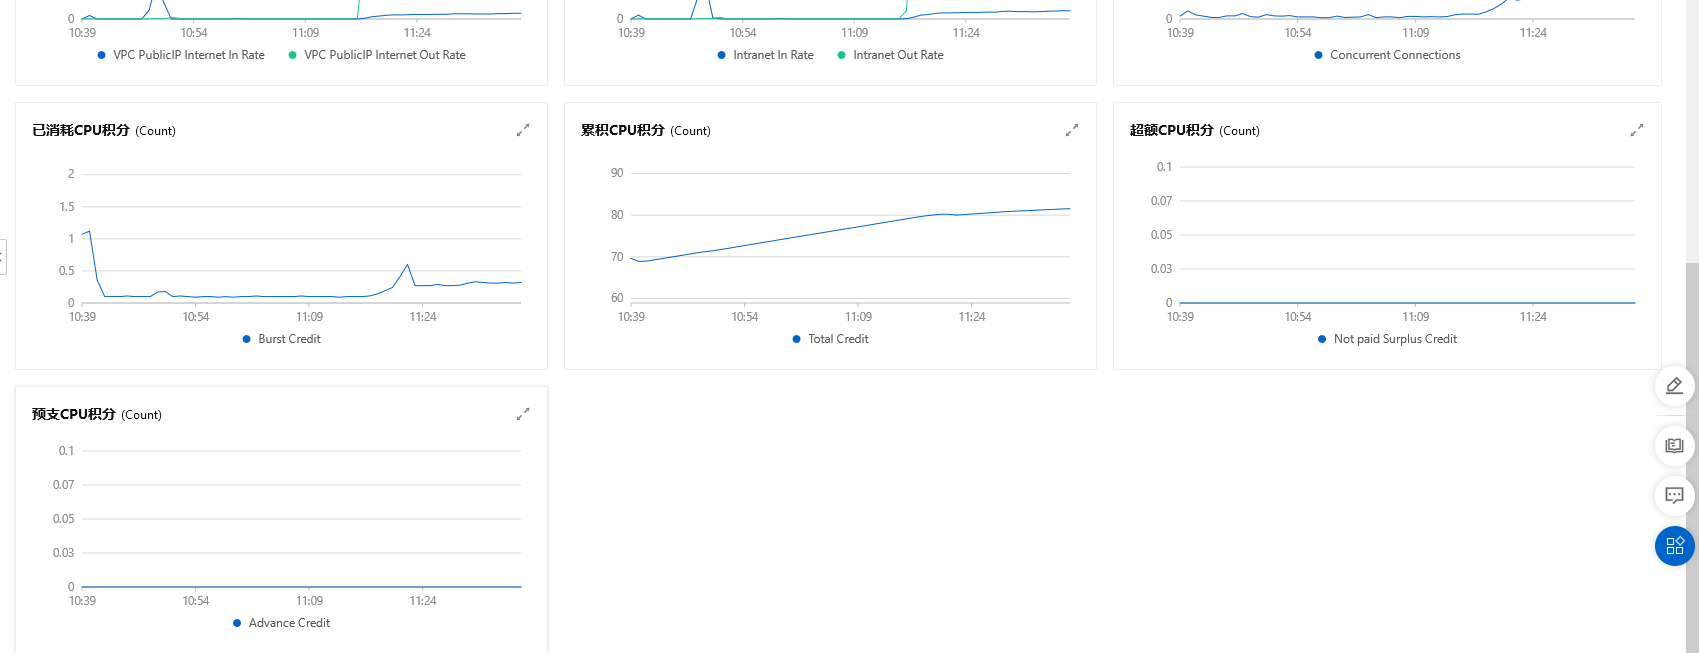 0
10:39 10:54 11:09 11:24
VPC PublicIP Internet In Rate VPC PublicIP Internet Out Rate
0
10:39 10:54 11:09 11:24
Intranet In Rate Intranet Out Rate
0
10:39 10:54 11:09 11:24
Concurrent Connections
已消耗CPU积分 (Count)
2
1.5
1
0.5
0
10:39 10:54 11:09 11:24
Burst Credit
累积CPU积分 (Count)
90
80
70
60
10:39 10:54 11:09 11:24
Total Credit
超额CPU积分 (Count)
0.1
0.07
0.05
0.03
0
10:39 10:54 11:09 11:24
Not paid Surplus Credit
预支CPU积分 (Count)
0.1
0.07
0.05
0.03
0
10:39 10:54 11:09 11:24
Advance Credit